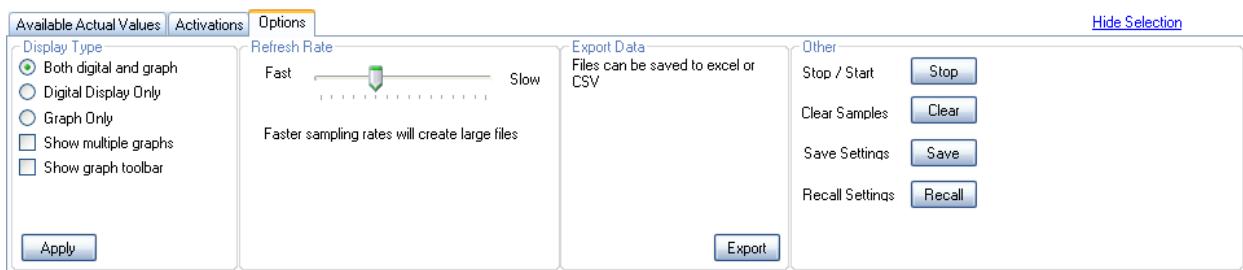 Available Actual Values Activations Options Hide Selection
Display Type
Both digital and graph
Digital Display Only
Graph Only
Show multiple graphs
Show graph toolbar
Apply
Refresh Rate
Fast Slow
Faster sampling rates will create large files
Export Data
Files can be saved to excel or
CSV
Export
Other
Stop / Start Stop
Clear Samples Clear
Save Settings Save
Recall Settings Recall